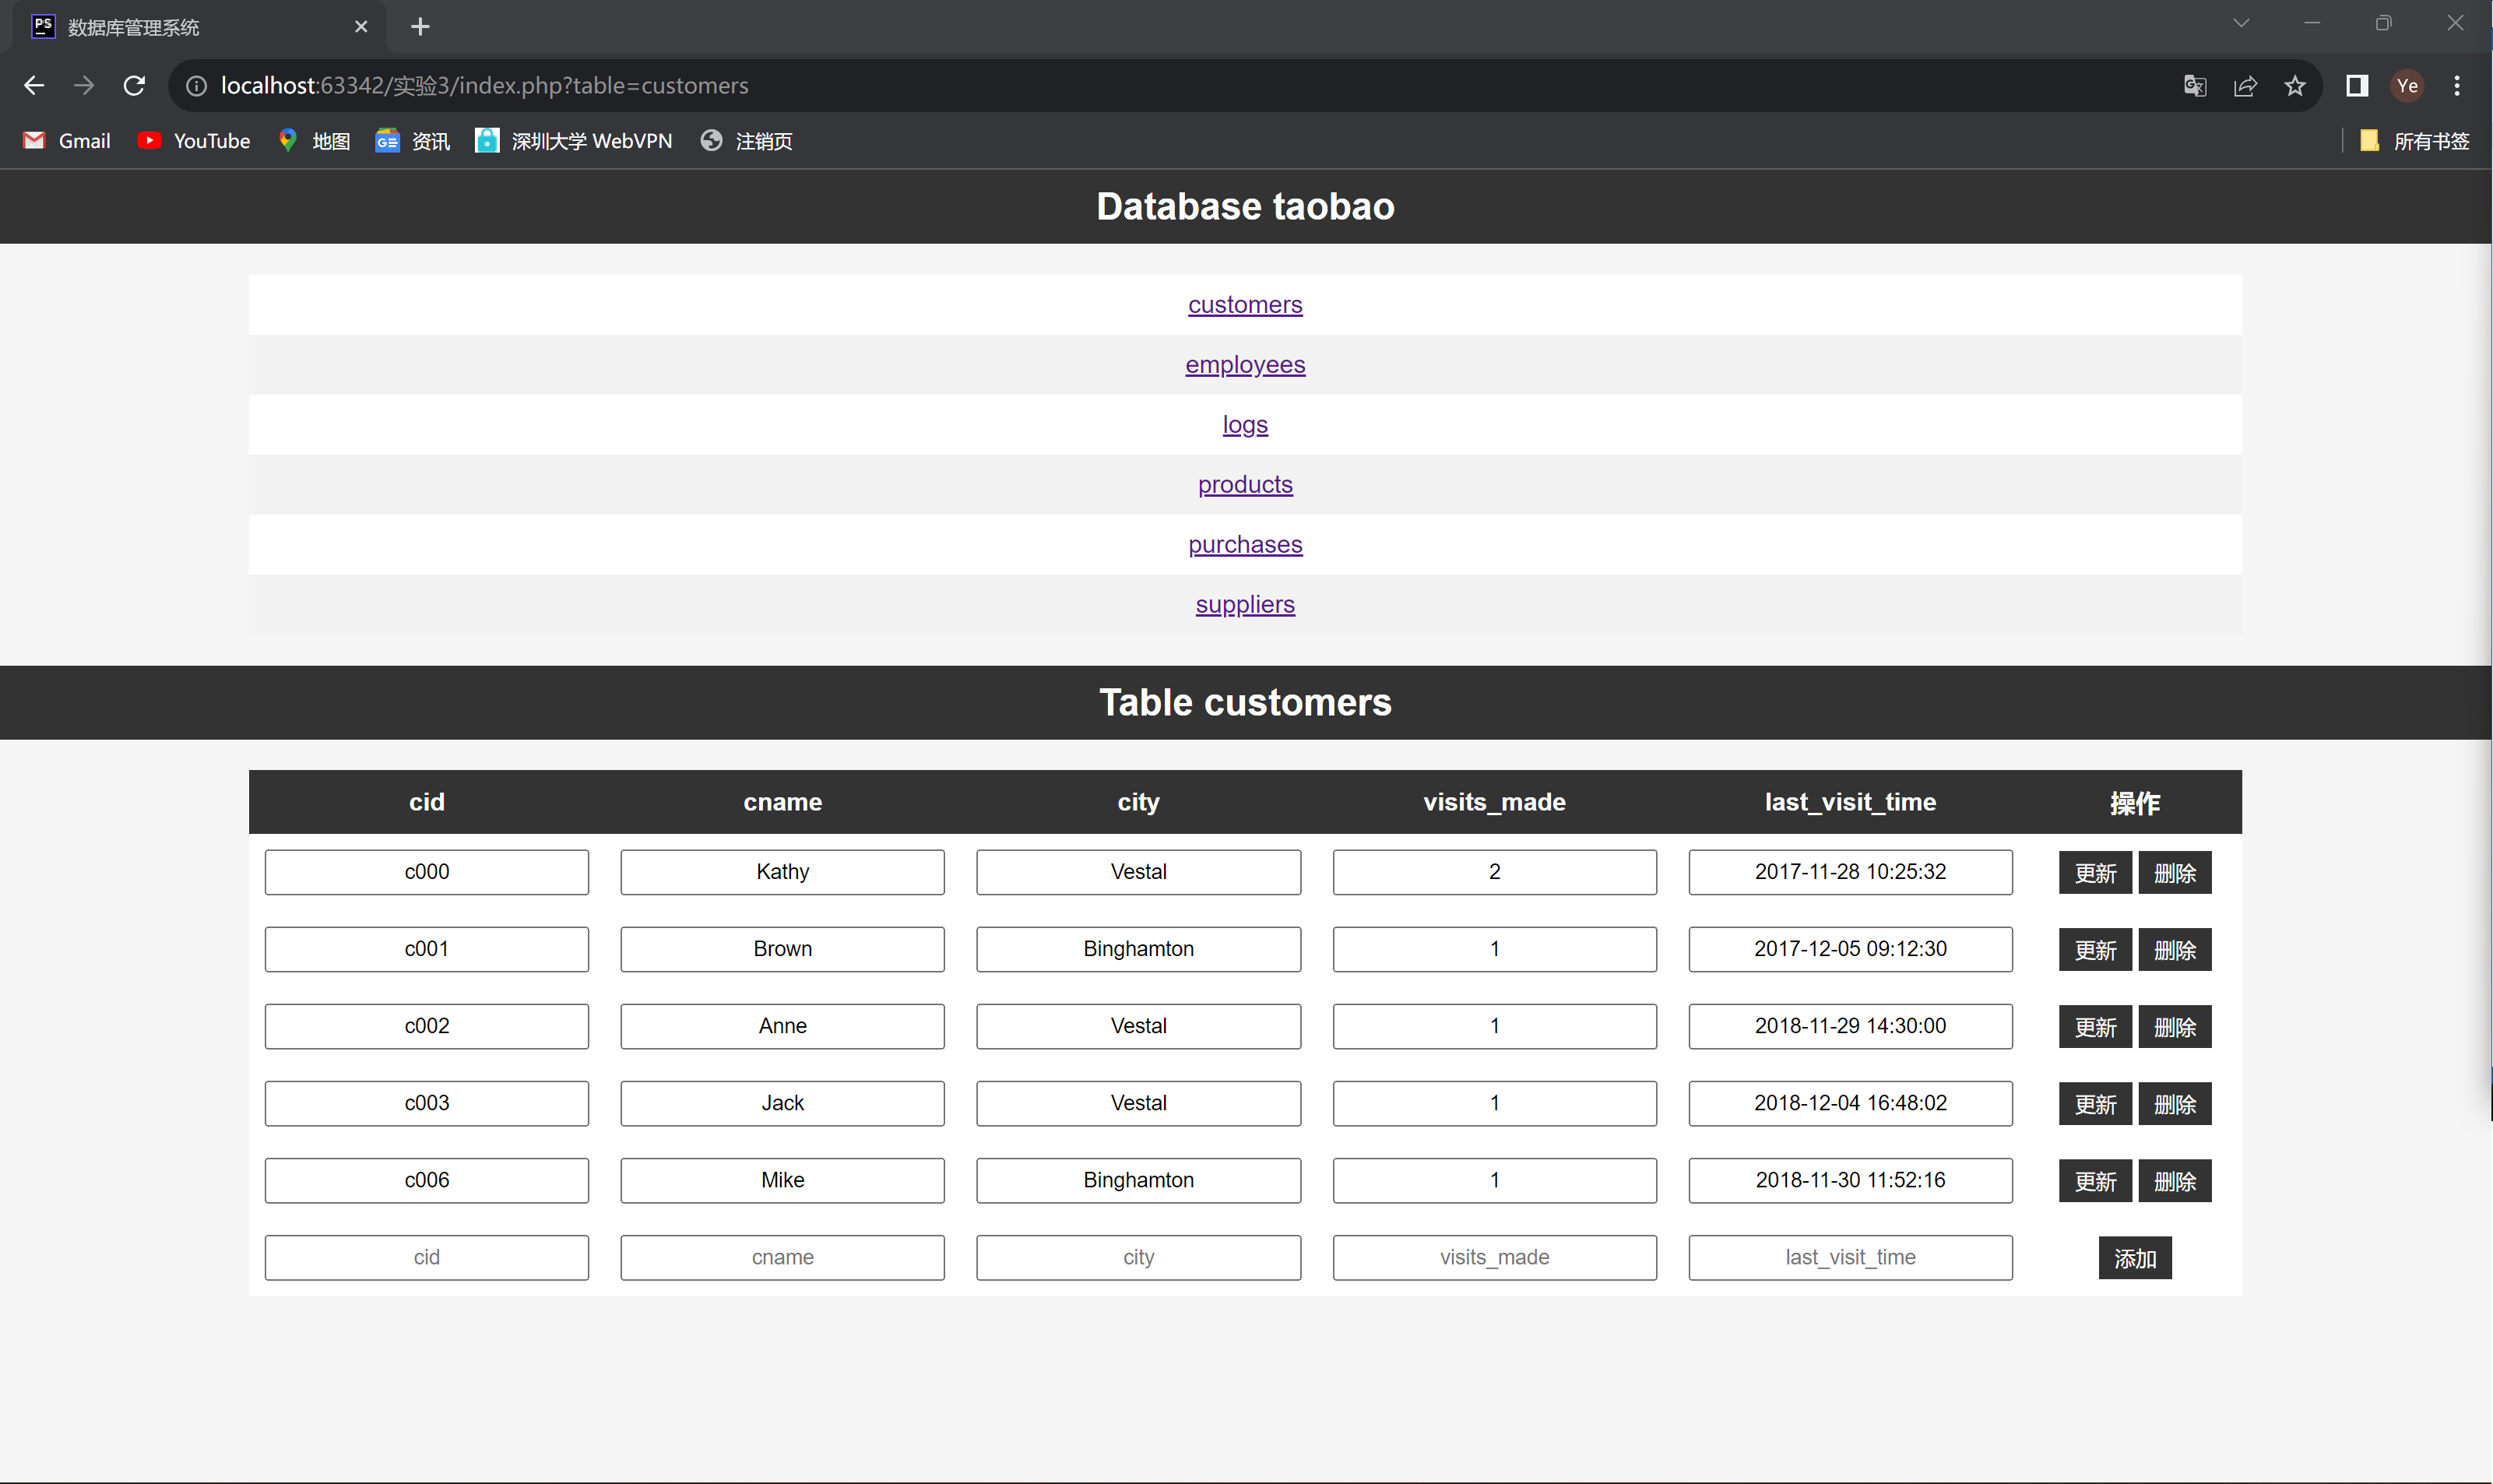 PS 数据库管理系统
localhost:63342/实验3/index.php?table=customers Ye
Gmail YouTube 地图 资讯 深圳大学 WebVPN 注销页 所有书签
Database taobao
customers
employees
logs
products
purchases
suppliers
Table customers
cid cname city visits_made last_visit_time 操作
c000 Kathy Vestal 2 2017-11-28 10:25:32 更新 删除
c001 Brown Binghamton 1 2017-12-05 09:12:30 更新 删除
c002 Anne Vestal 1 2018-11-29 14:30:00 更新 删除
c003 Jack Vestal 1 2018-12-04 16:48:02 更新 删除
c006 Mike Binghamton 1 2018-11-30 11:52:16 更新 删除
cid cname city visits_made last_visit_time 添加